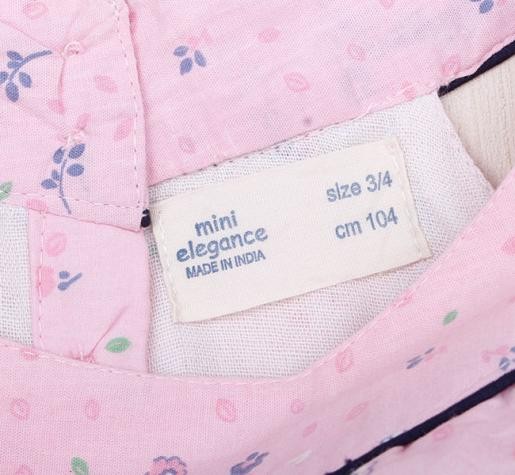 mini
elegance
MADE IN INDIA
size 3/4
cm 104